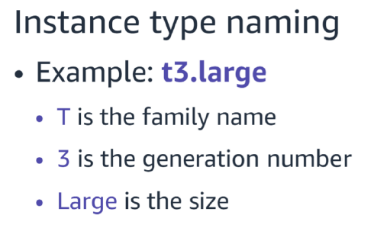 Instance type naming
• Example: t3.large
• T is the family name
• 3 is the generation number
• Large is the size